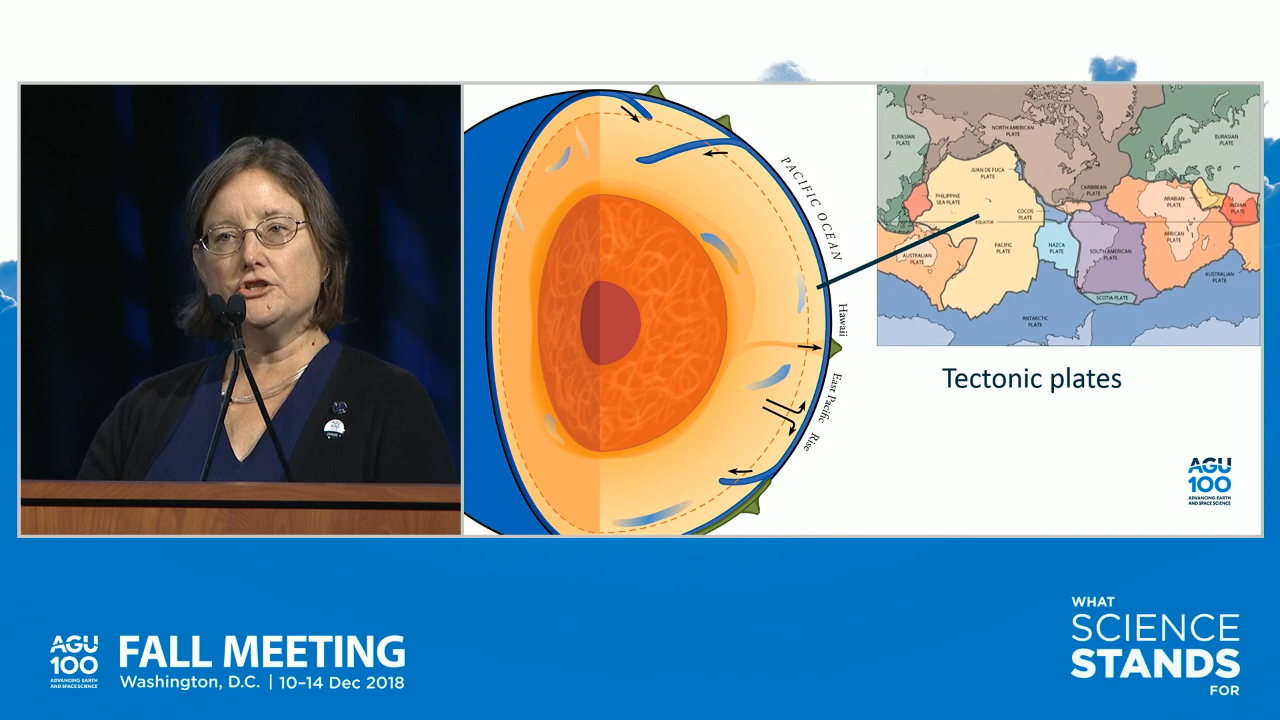 PACIFIC OCEAN
Hawaii
East Pacific Rise
EURASIAN
PLATE
NORTH AMERICAN
PLATE
EURASIAN
PLATE
JUAN DE FUCA
PLATE
PHILIPPINE
SEA PLATE
CARIBBEAN
PLATE
ARABIAN
PLATE
INDIAN
PLATE
COCOS
PLATE
EQUATOR
AUSTRALIAN
PLATE
PACIFIC
PLATE
NAZCA
PLATE
SOUTH AMERICAN
PLATE
AFRICAN
PLATE
AUSTRALIAN
PLATE
SCOTIA PLATE
ANTARCTIC
PLATE
Tectonic plates
AGU
100
ADVANCING EARTH
AND SPACE SCIENCE
AGU
100
ADVANCING EARTH
AND SPACE SCIENCE
FALL MEETING
Washington, D.C. | 10–14 Dec 2018
WHAT
SCIENCE
STANDS
FOR